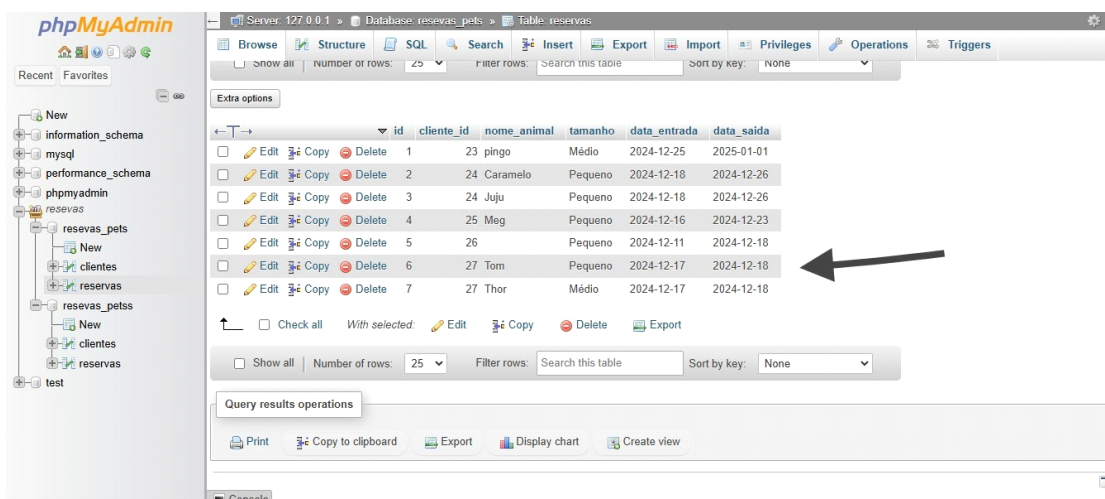 phpMyAdmin
Recent Favorites
New
information_schema
mysql
performance_schema
phpmyadmin
resevas
resevas_pets
New
clientes
reservas
resevas_petss
New
clientes
reservas
test
Server: 127.0.0.1 » Database: resevas_pets » Table: reservas
Browse Structure SQL Search Insert Export Import Privileges Operations Triggers
Show all Number of rows: 25 Filter rows: Search this table Sort by key: None
Extra options
id cliente_id nome_animal tamanho data_entrada data_saida
Edit Copy Delete 1 23 pingo Médio 2024-12-25 2025-01-01
Edit Copy Delete 2 24 Caramelo Pequeno 2024-12-18 2024-12-26
Edit Copy Delete 3 24 Juju Pequeno 2024-12-18 2024-12-26
Edit Copy Delete 4 25 Meg Pequeno 2024-12-16 2024-12-23
Edit Copy Delete 5 26 Pequeno 2024-12-11 2024-12-18
Edit Copy Delete 6 27 Tom Pequeno 2024-12-17 2024-12-18
Edit Copy Delete 7 27 Thor Médio 2024-12-17 2024-12-18
Check all With selected: Edit Copy Delete Export
Show all Number of rows: 25 Filter rows: Search this table Sort by key: None
Query results operations
Print Copy to clipboard Export Display chart Create view
Console